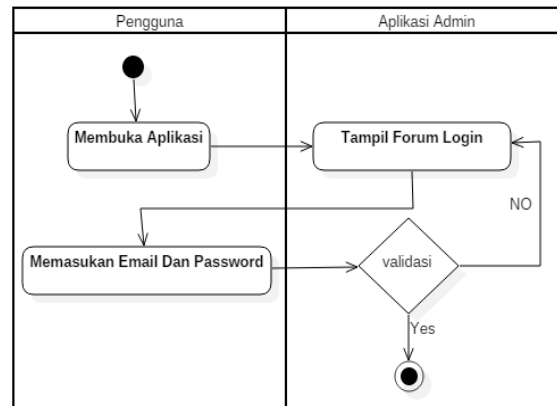 Pengguna
Aplikasi Admin
Membuka Aplikasi
Tampil Forum Login
NO
Memasukan Email Dan Password
validasi
Yes